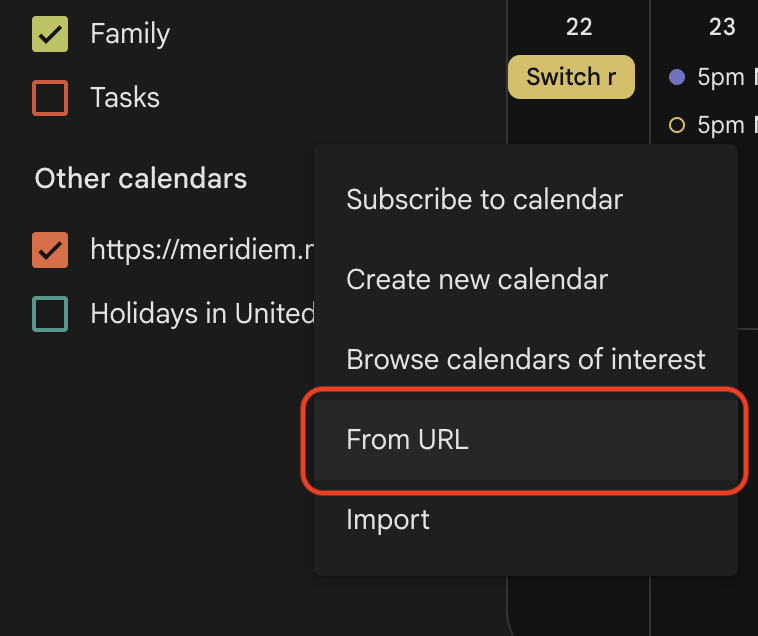 Family
Tasks
Other calendars
https://meridiem.r
Holidays in United
22
23
Switch r
5pm
5pm
Subscribe to calendar
Create new calendar
Browse calendars of interest
From URL
Import